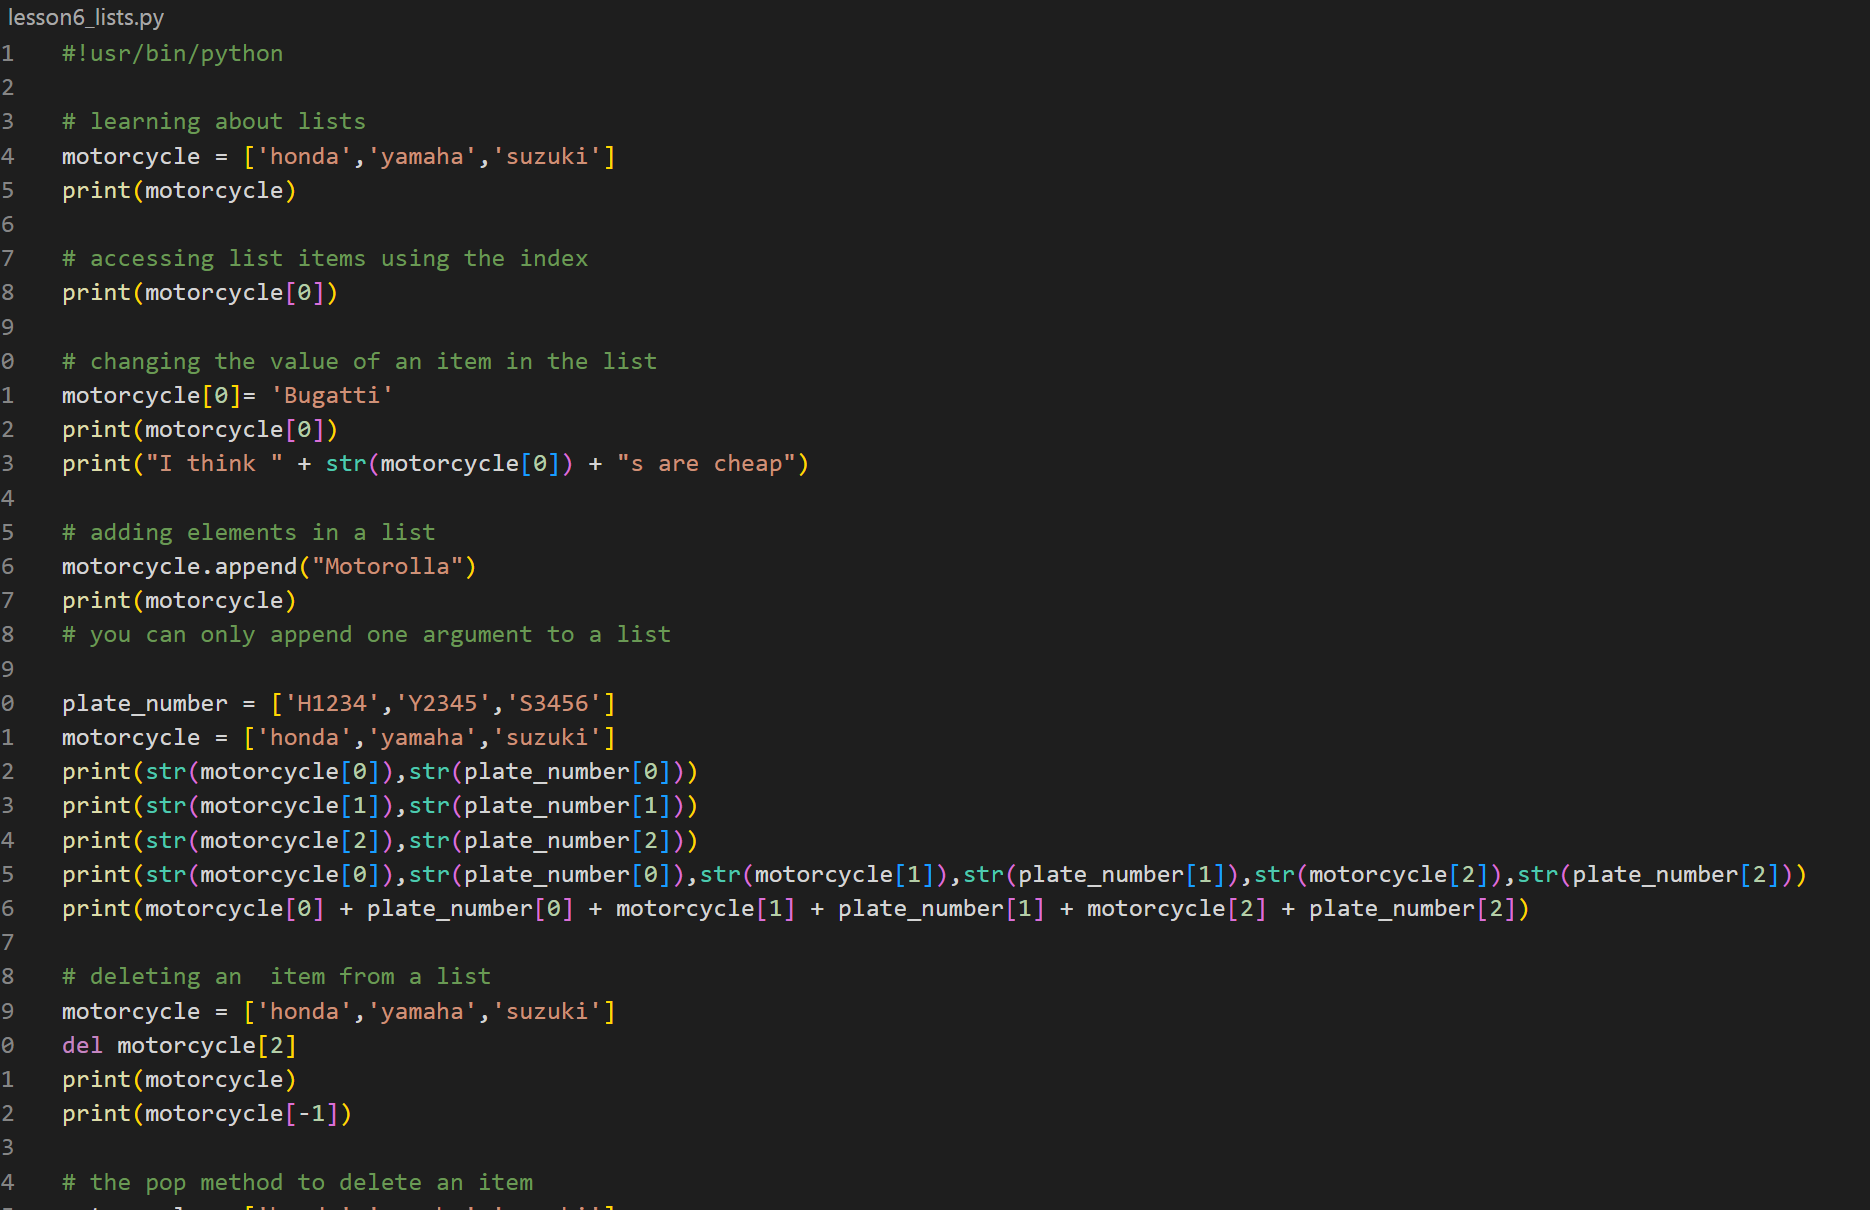 lesson6_lists.py
1 #!usr/bin/python
2
3 # learning about lists
4 motorcycle = ['honda','yamaha','suzuki']
5 print(motorcycle)
6
7 # accessing list items using the index
8 print(motorcycle[0])
9
0 # changing the value of an item in the list
1 motorcycle[0]= 'Bugatti'
2 print(motorcycle[0])
3 print("I think " + str(motorcycle[0]) + "s are cheap")
4
5 # adding elements in a list
6 motorcycle.append("Motorolla")
7 print(motorcycle)
8 # you can only append one argument to a list
9
0 plate_number = ['H1234','Y2345','S3456']
1 motorcycle = ['honda','yamaha','suzuki']
2 print(str(motorcycle[0]),str(plate_number[0]))
3 print(str(motorcycle[1]),str(plate_number[1]))
4 print(str(motorcycle[2]),str(plate_number[2]))
5 print(str(motorcycle[0]),str(plate_number[0]),str(motorcycle[1]),str(plate_number[1]),str(motorcycle[2]),str(plate_number[2]))
6 print(motorcycle[0] + plate_number[0] + motorcycle[1] + plate_number[1] + motorcycle[2] + plate_number[2])
7
8 # deleting an  item from a list
9 motorcycle = ['honda','yamaha','suzuki']
0 del motorcycle[2]
1 print(motorcycle)
2 print(motorcycle[-1])
3
4 # the pop method to delete an item